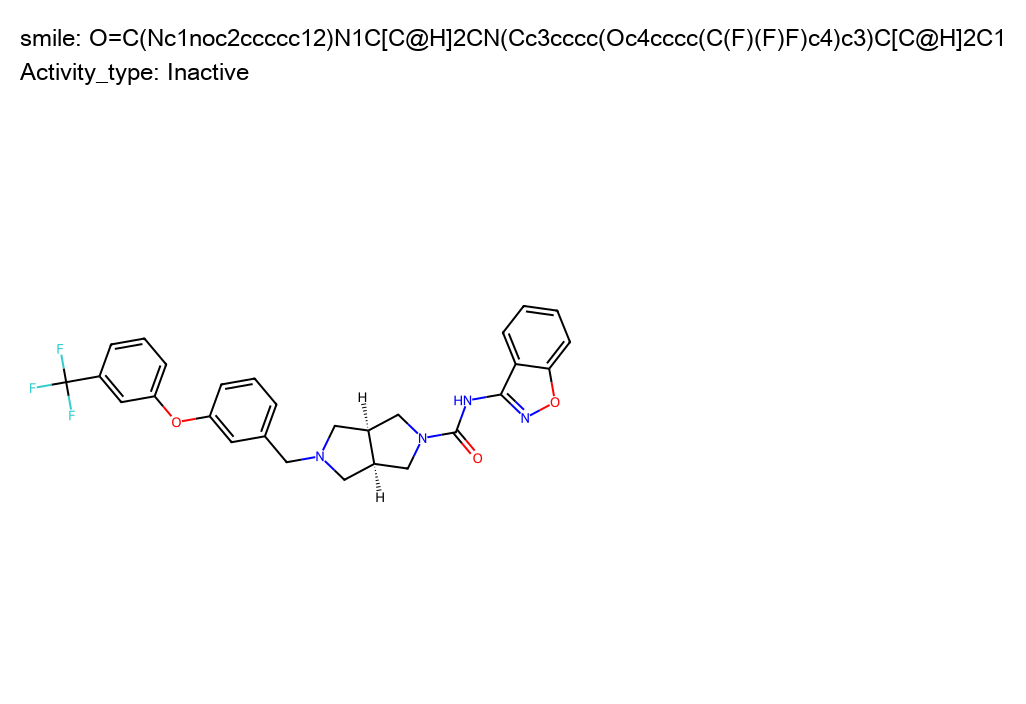 smile: O=C(Nc1noc2ccccc12)N1C[C@H]2CN(Cc3cccc(Oc4cccc(C(F)(F)F)c4)c3)C[C@H]2C1
Activity_type: Inactive
F
F
F
O
N
H
H
N
HN
O
N
O